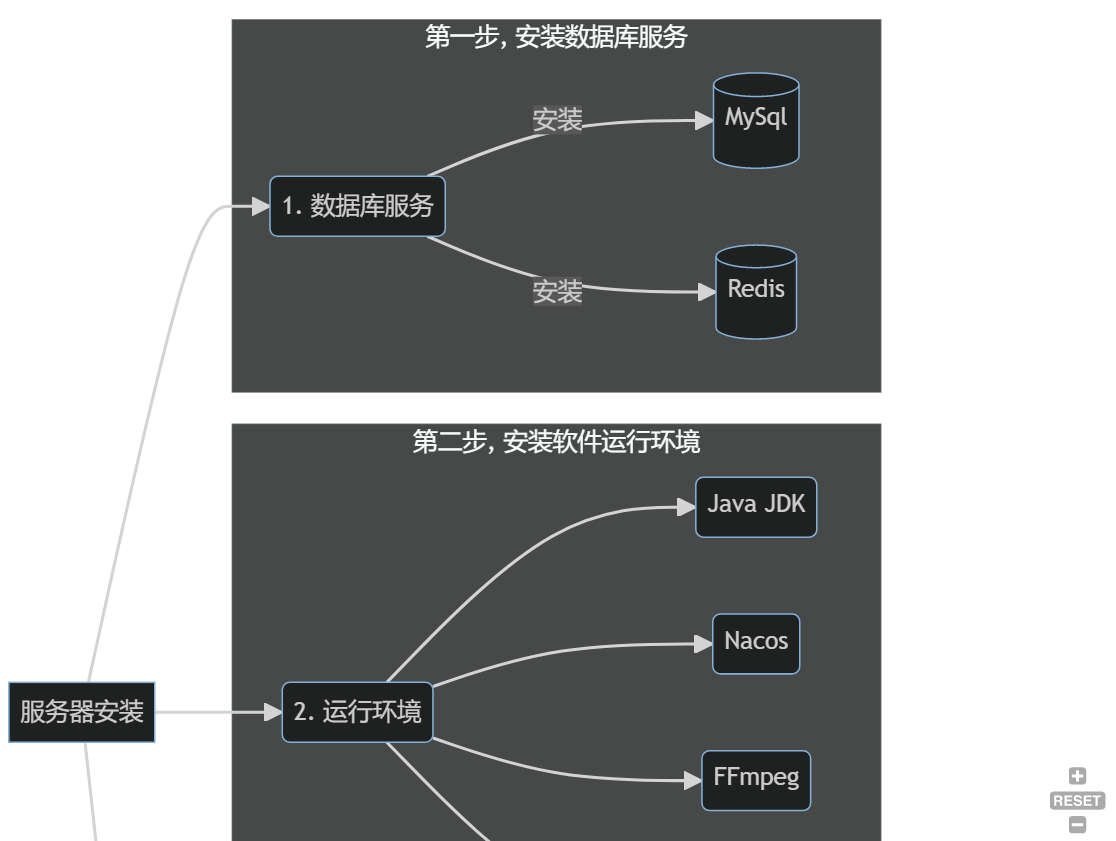 第一步, 安装数据库服务
安装
MySql
1. 数据库服务
安装
Redis
第二步, 安装软件运行环境
Java JDK
Nacos
服务器安装
2. 运行环境
FFmpeg
RESET